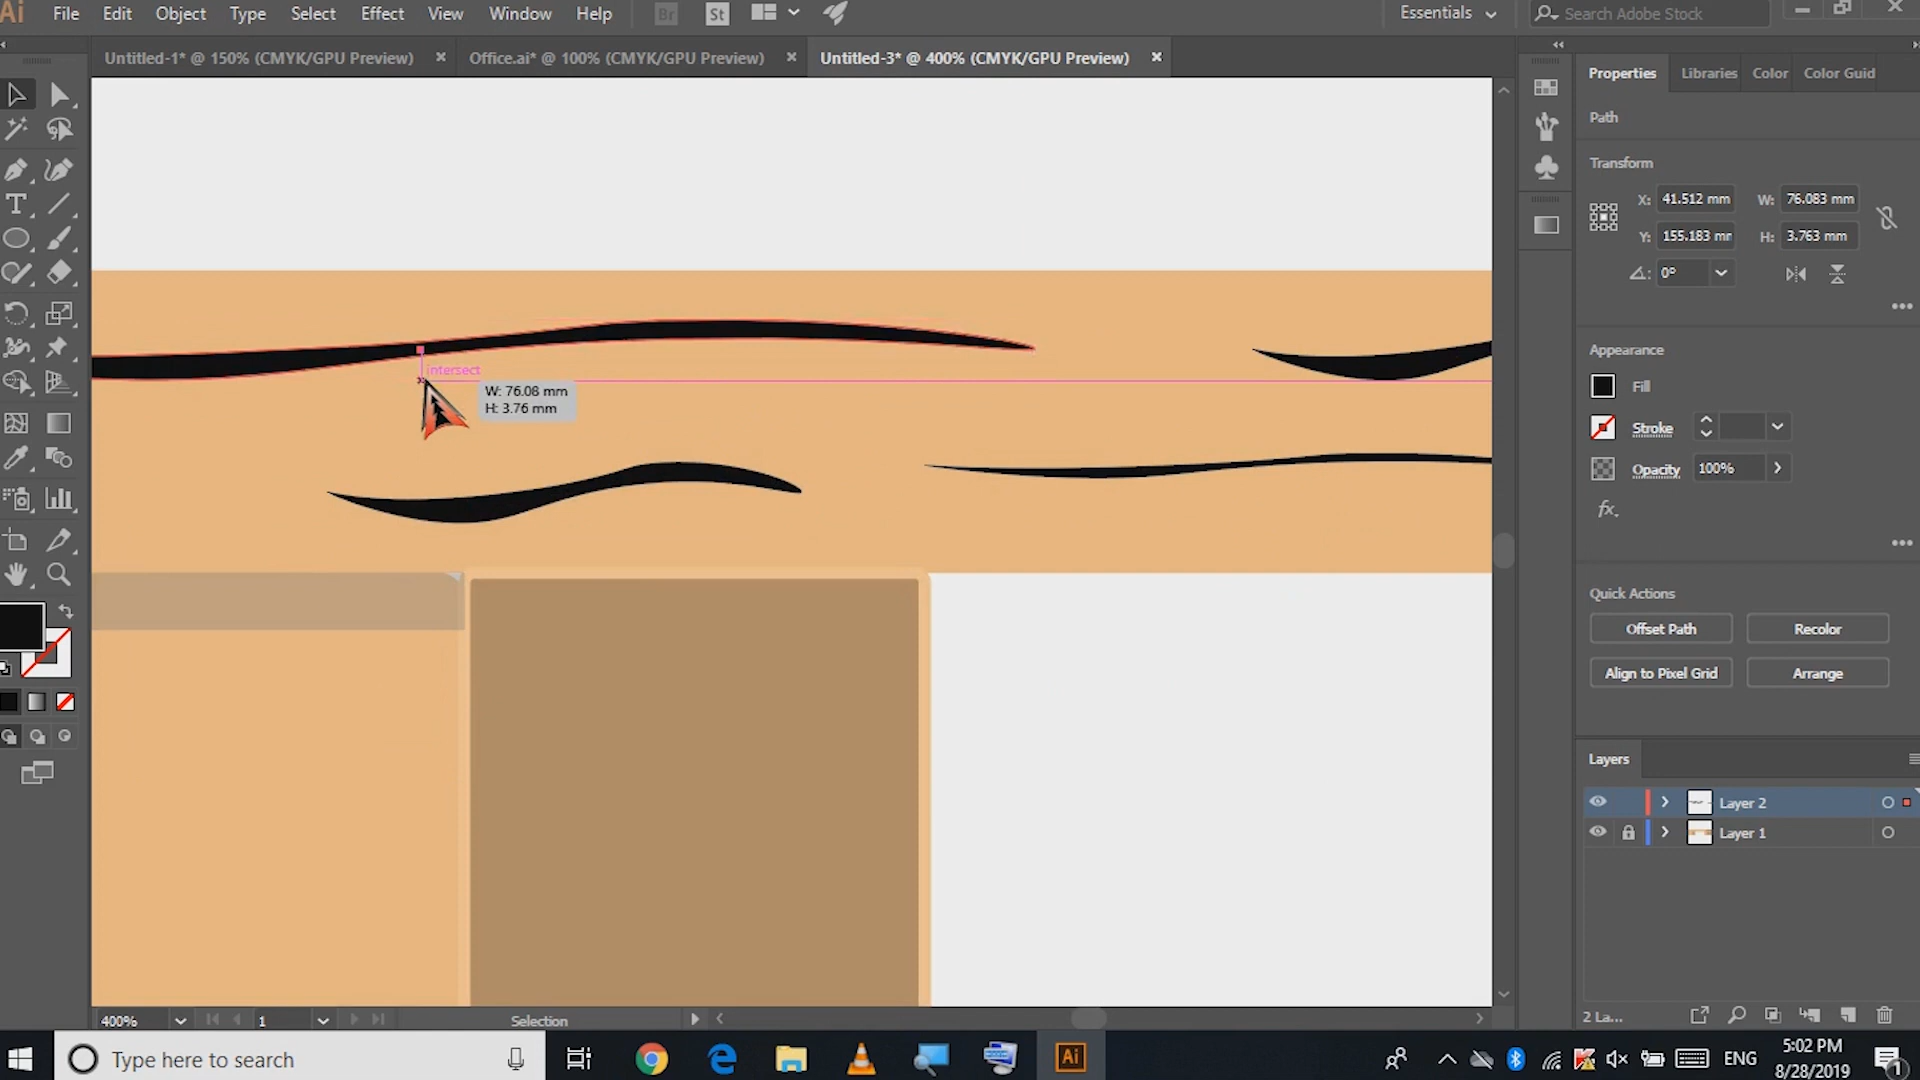 Ai File Edit Object Type Select Effect View Window Help Br St Essentials Search Adobe Stock
Untitled-1* @ 150% (CMYK/GPU Preview) Office.ai* @ 100% (CMYK/GPU Preview) Untitled-3* @ 400% (CMYK/GPU Preview)
Properties Libraries Color Color Guid
Path
Transform
X: 41.512 mm W: 76.083 mm
Y: 155.183 mm H: 3.763 mm
0°
Appearance
Fill
Stroke
Opacity 100%
fx.
Quick Actions
Offset Path Recolor
Align to Pixel Grid Arrange
Layers
Layer 2
Layer 1
2 La...
intersect
W: 76.08 mm
H: 3.76 mm
T
400% 1 Selection
Type here to search
Ai
ENG
5:02 PM
8/28/2019
1